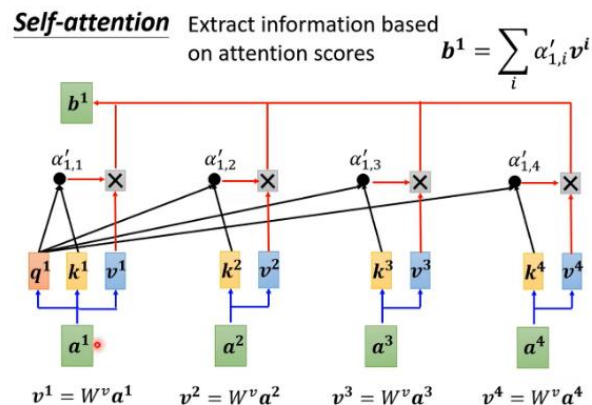 Self-attention Extract information based
on attention scores
b¹ = ∑ᵢ α′₁,ᵢvⁱ
b¹
α′₁,₁ α′₁,₂ α′₁,₃ α′₁,₄
× × × ×
q¹ k¹ v¹ k² v² k³ v³ k⁴ v⁴
a¹ a² a³ a⁴
v¹ = Wᵛa¹ v² = Wᵛa² v³ = Wᵛa³ v⁴ = Wᵛa⁴